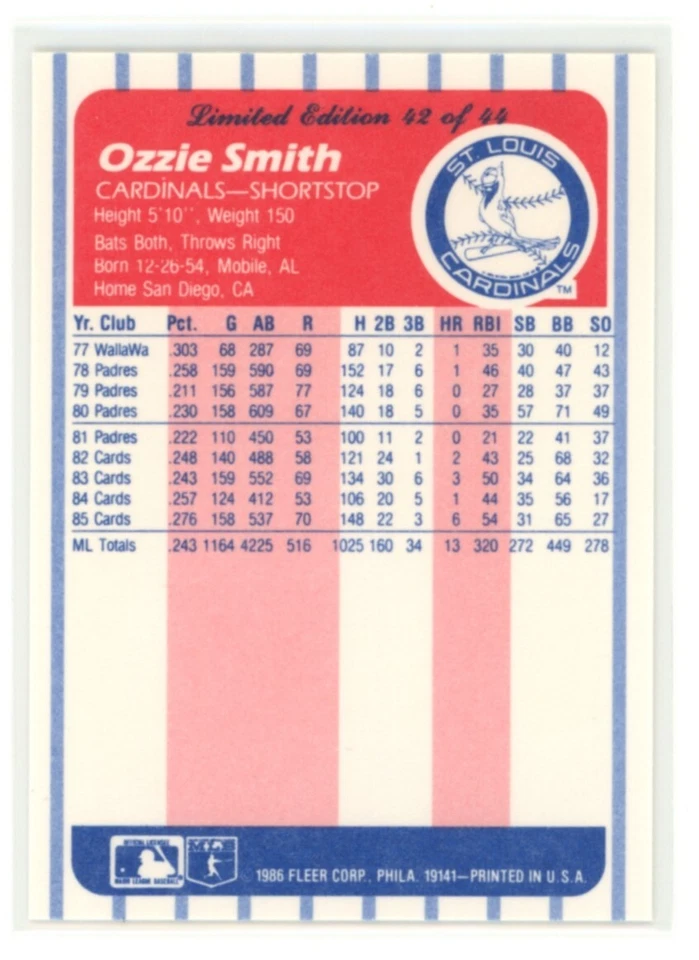 Limited Edition 42 of 44
Ozzie Smith
CARDINALS—SHORTSTOP
Height 5'10'', Weight 150
Bats Both, Throws Right
Born 12-26-54, Mobile, AL
Home San Diego, CA
ST. LOUIS
CARDINALS
TM
Yr. Club Pct. G AB R H 2B 3B HR RBI SB BB SO
77 WallaWa .303 68 287 69 87 10 2 1 35 30 40 12
78 Padres .258 159 590 69 152 17 6 1 46 40 47 43
79 Padres .211 156 587 77 124 18 6 0 27 28 37 37
80 Padres .230 158 609 67 140 18 5 0 35 57 71 49
81 Padres .222 110 450 53 100 11 2 0 21 22 41 37
82 Cards .248 140 488 58 121 24 1 2 43 25 68 32
83 Cards .243 159 552 69 134 30 6 3 50 34 64 36
84 Cards .257 124 412 53 106 20 5 1 44 35 56 17
85 Cards .276 158 537 70 148 22 3 6 54 31 65 27
ML Totals .243 1164 4225 516 1025 160 34 13 320 272 449 278
OFFICIAL LICENSEE
MAJOR LEAGUE BASEBALL
1986 FLEER CORP., PHILA. 19141—PRINTED IN U.S.A.